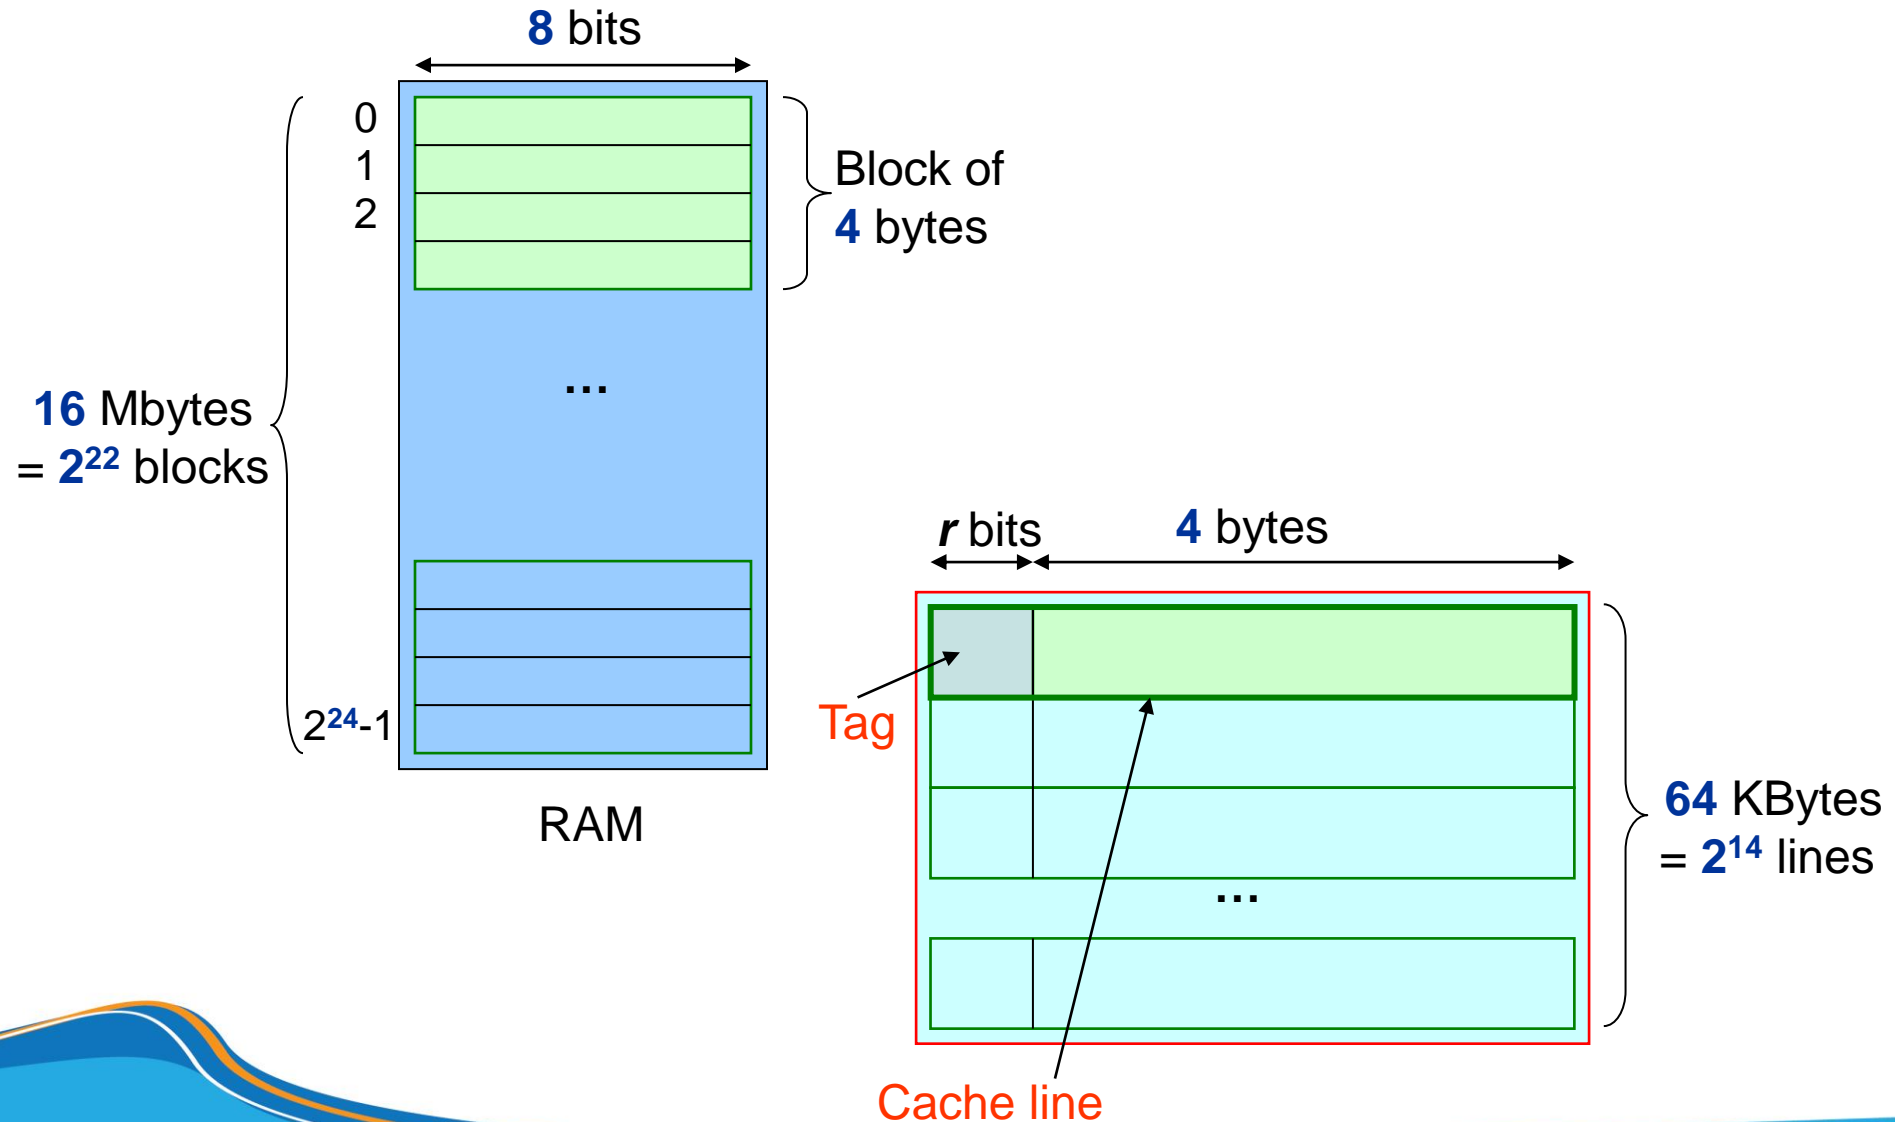 8 bits
0
1
2
Block of
4 bytes
...
16 Mbytes
= 2²² blocks
2²⁴-1
RAM
r bits
4 bytes
Tag
64 KBytes
= 2¹⁴ lines
...
Cache line